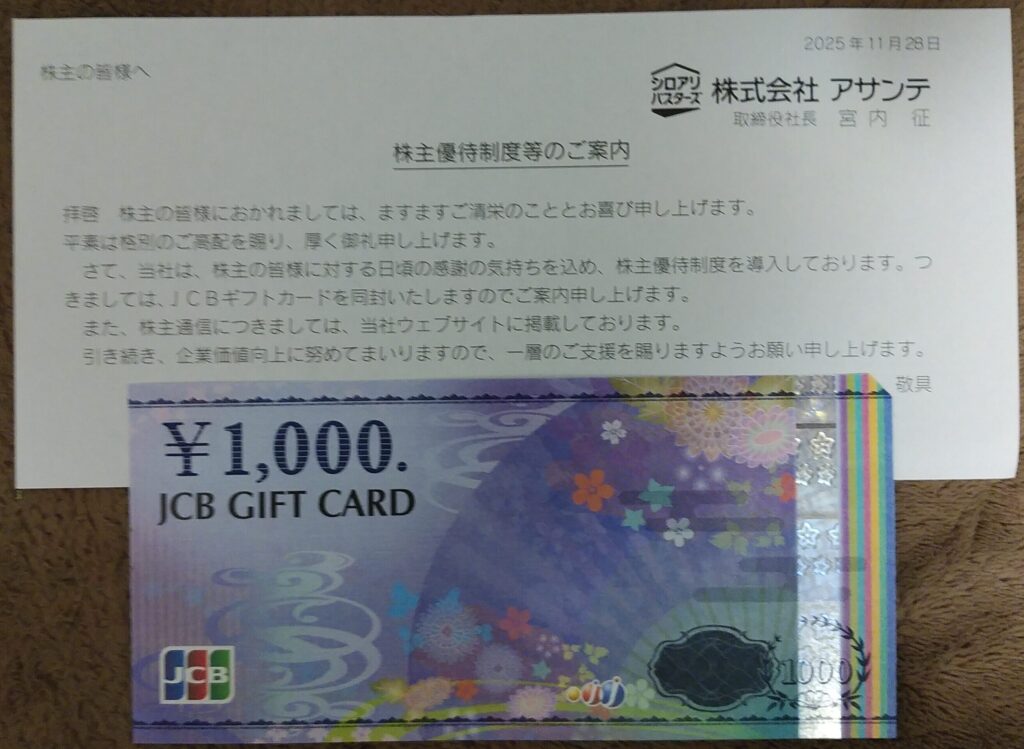 2025年11月28日
株主の皆様へ
シロアリ
バスターズ
株式会社 アサンテ
取締役社長 宮内 征
株主優待制度等のご案内
拝啓 株主の皆様におかれましては、ますますご清栄のこととお喜び申し上げます。
平素は格別のご高配を賜り、厚く御礼申し上げます。
さて、当社は、株主の皆様に対する日頃の感謝の気持ちを込め、株主優待制度を導入しております。つ
きましては、JCBギフトカードを同封いたしますのでご案内申し上げます。
また、株主通信につきましては、当社ウェブサイトに掲載しております。
引き続き、企業価値向上に努めてまいりますので、一層のご支援を賜りますようお願い申し上げます。
敬具
¥1,000.
JCB GIFT CARD
JCB
1000